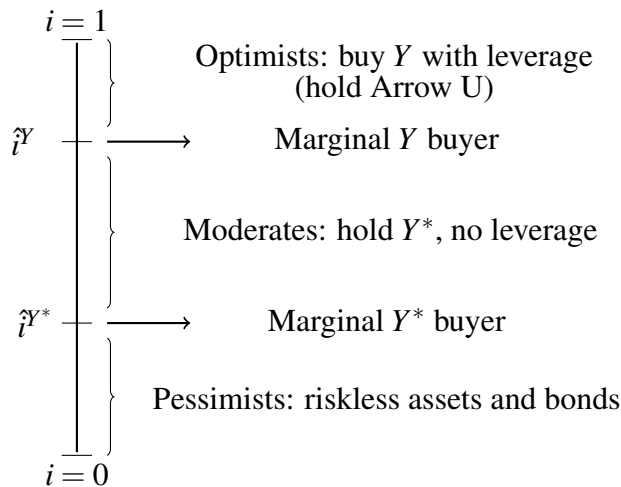 i = 1
Optimists: buy Y with leverage
(hold Arrow U)
î^Y
Marginal Y buyer
Moderates: hold Y*, no leverage
î^Y*
Marginal Y* buyer
Pessimists: riskless assets and bonds
i = 0